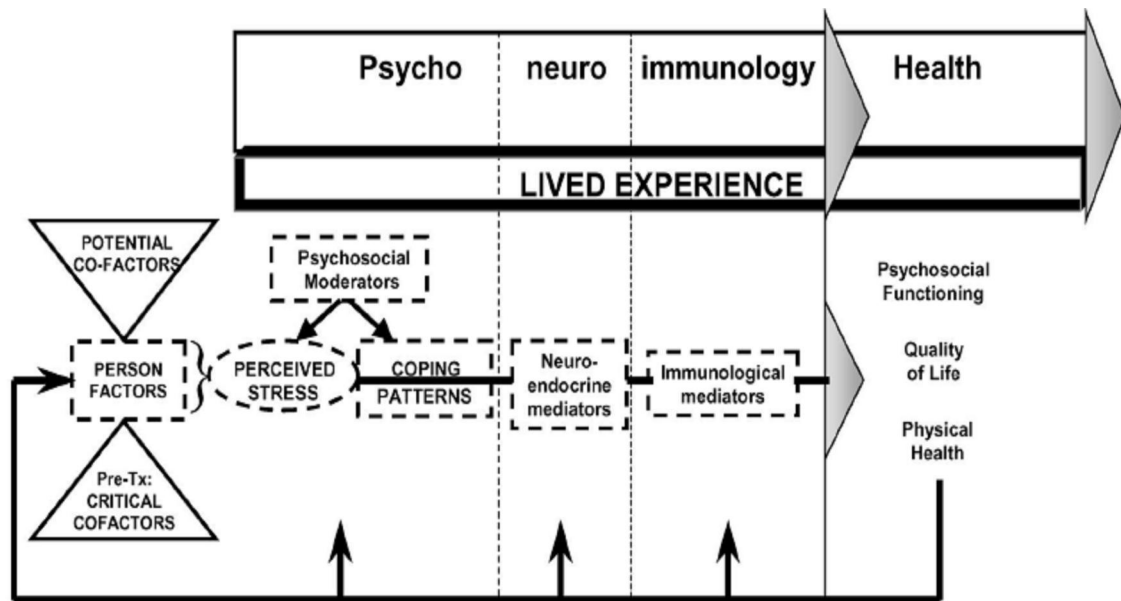 Psycho neuro immunology Health
LIVED EXPERIENCE
POTENTIAL
CO-FACTORS
Psychosocial
Moderators
Psychosocial
Functioning
PERSON
FACTORS
PERCEIVED
STRESS
COPING
PATTERNS
Neuro-
endocrine
mediators
Immunological
mediators
Quality
of Life
Physical
Health
Pre-Tx:
CRITICAL
COFACTORS